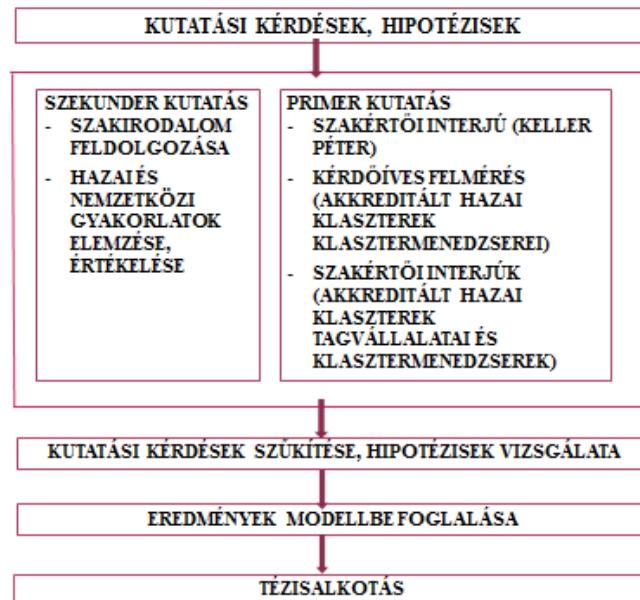 KUTATÁSI KÉRDÉSEK, HIPOTÉZISEK
SZEKUNDER KUTATÁS
- SZAKIRODALOM
FELDOLGOZÁSA
- HAZAI ÉS
NEMZETKÖZI
GYAKORLATOK
ELEMZÉSE,
ÉRTÉKELÉSE
PRIMER KUTATÁS
- SZAKÉRTŐI INTERJÚ (KELLER
PÉTER)
- KÉRDŐÍVES FELMÉRÉS
(AKKREDITÁLT HAZAI
KLASZTEREK
KLASZTERMENEDZSEREI)
- SZAKÉRTŐI INTERJÚK
(AKKREDITÁLT HAZAI
KLASZTEREK
TAGVÁLLALATAI ÉS
KLASZTERMENEDZSEREK)
KUTATÁSI KÉRDÉSEK SZŰKÍTÉSE, HIPOTÉZISEK VIZSGÁLATA
EREDMÉNYEK MODELLBE FOGLALÁSA
TÉZISALKOTÁS